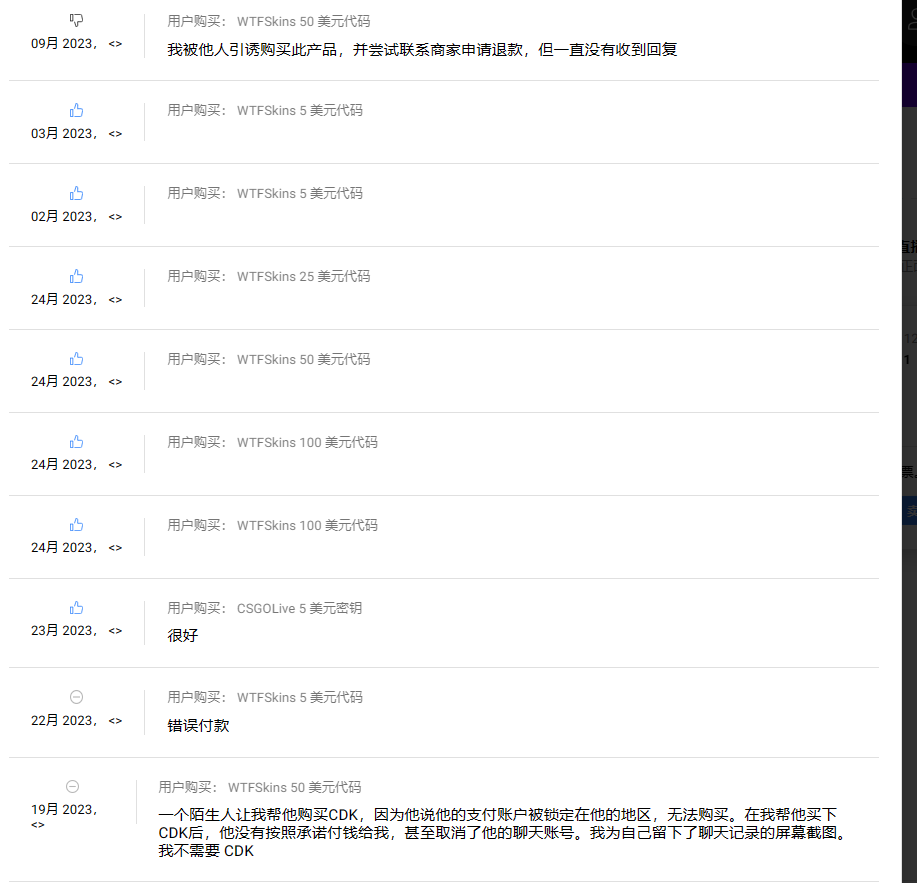 用户购买： WTFSkins 50 美元代码
09月 2023, <>
我被他人引诱购买此产品，并尝试联系商家申请退款，但一直没有收到回复
用户购买： WTFSkins 5 美元代码
03月 2023, <>
用户购买： WTFSkins 5 美元代码
02月 2023, <>
用户购买： WTFSkins 25 美元代码
24月 2023, <>
用户购买： WTFSkins 50 美元代码
24月 2023, <>
用户购买： WTFSkins 100 美元代码
24月 2023, <>
用户购买： WTFSkins 100 美元代码
24月 2023, <>
用户购买： CSGOLive 5 美元密钥
23月 2023, <>
很好
用户购买： WTFSkins 5 美元代码
22月 2023, <>
错误付款
用户购买： WTFSkins 50 美元代码
19月 2023,
<>
一个陌生人让我帮他购买CDK，因为他说他的支付账户被锁定在他的地区，无法购买。在我帮他买下
CDK后，他没有按照承诺付钱给我，甚至取消了他的聊天账号。我为自己留下了聊天记录的屏幕截图。
我不需要 CDK